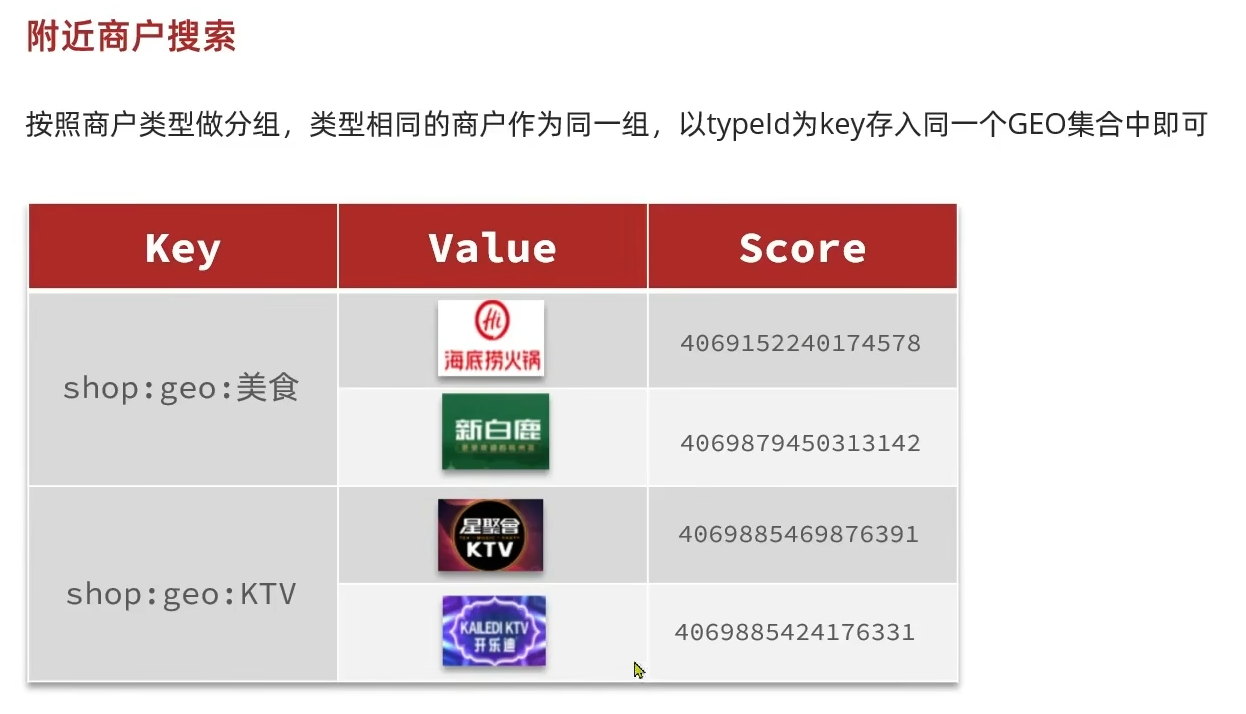 附近商户搜索
按照商户类型做分组，类型相同的商户作为同一组，以typeId为key存入同一个GEO集合中即可
Key Value Score
shop:geo:美食
Hi
海底捞火锅
4069152240174578
新白鹿
4069879450313142
shop:geo:KTV
星聚會
KTV
4069885469876391
KAILEDI KTV
开乐迪
4069885424176331